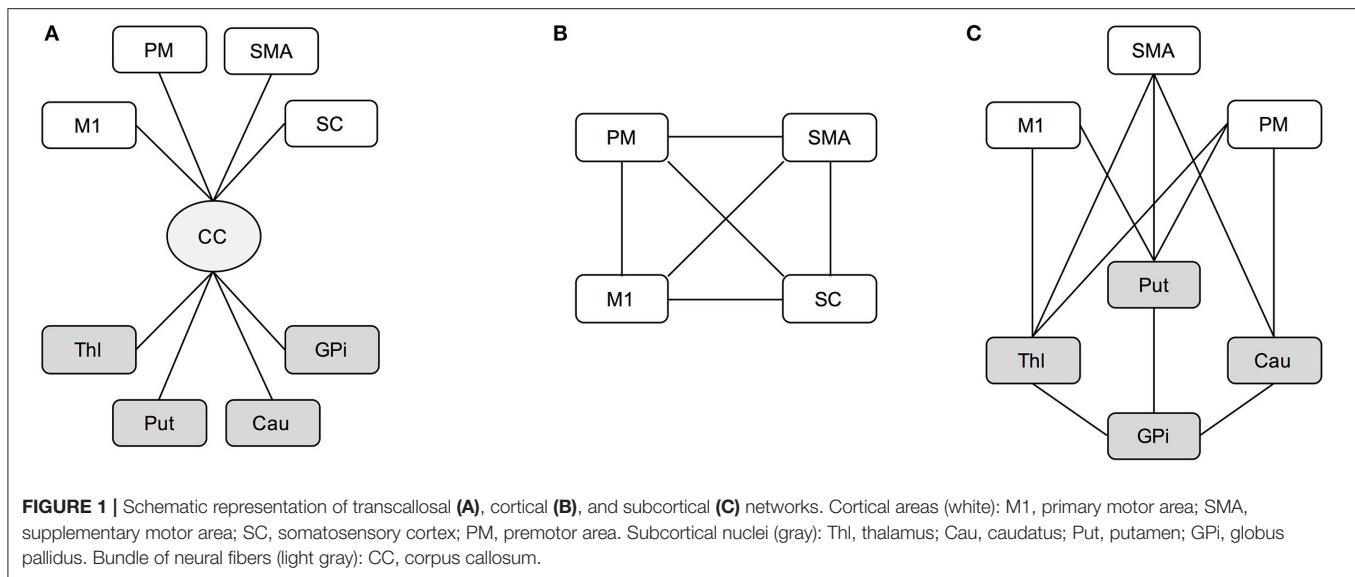 A
PM
SMA
M1
SC
CC
Thl
GPi
Put
Cau
B
PM
SMA
M1
SC
C
SMA
M1
PM
Put
Thl
Cau
GPi
FIGURE 1 | Schematic representation of transcallosal (A), cortical (B), and subcortical (C) networks. Cortical areas (white): M1, primary motor area; SMA,
supplementary motor area; SC, somatosensory cortex; PM, premotor area. Subcortical nuclei (gray): Thl, thalamus; Cau, caudatus; Put, putamen; GPi, globus
pallidus. Bundle of neural fibers (light gray): CC, corpus callosum.